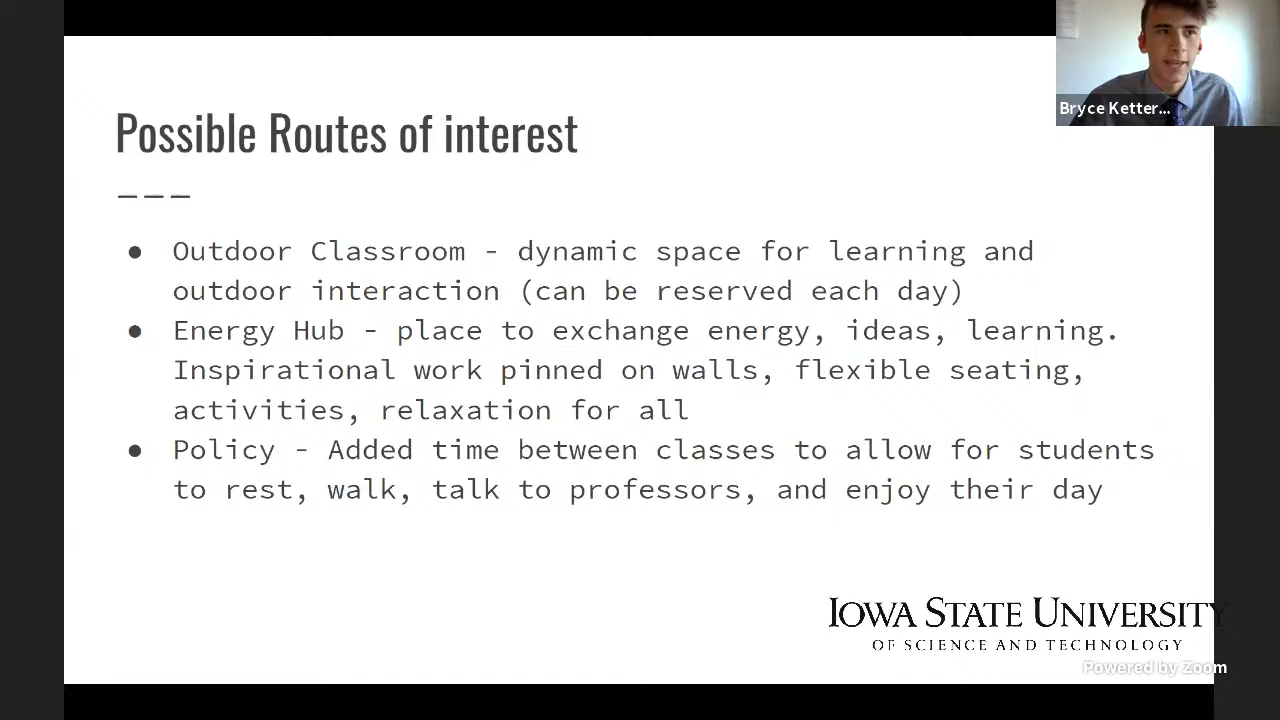 Bryce Ketter...
Possible Routes of interest
● Outdoor Classroom - dynamic space for learning and
outdoor interaction (can be reserved each day)
● Energy Hub - place to exchange energy, ideas, learning.
Inspirational work pinned on walls, flexible seating,
activities, relaxation for all
● Policy - Added time between classes to allow for students
to rest, walk, talk to professors, and enjoy their day
IOWA STATE UNIVERSITY
OF SCIENCE AND TECHNOLOGY
Powered by Zoom